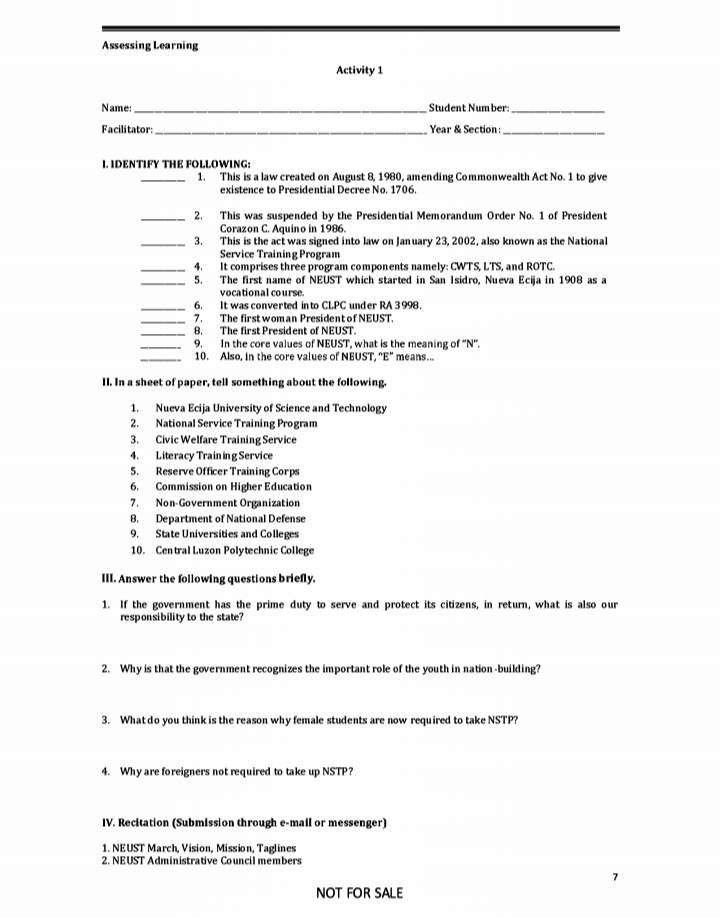 Assessing Learning
Activity 1
Name: ______________________________ Student Number: ______________
Facilitator: ______________________________ Year & Section: ______________
I. IDENTIFY THE FOLLOWING:
________ 1. This is a law created on August 8, 1980, amending Commonwealth Act No. 1 to give
existence to Presidential Decree No. 1706.
________ 2. This was suspended by the Presidential Memorandum Order No. 1 of President
Corazon C. Aquino in 1986.
________ 3. This is the act was signed into law on January 23, 2002, also known as the National
Service Training Program
________ 4. It comprises three program components namely: CWTS, LTS, and ROTC.
________ 5. The first name of NEUST which started in San Isidro, Nueva Ecija in 1908 as a
vocational course.
________ 6. It was converted into CLPC under RA 3998.
________ 7. The first woman President of NEUST.
________ 8. The first President of NEUST.
________ 9. In the core values of NEUST, what is the meaning of "N".
________ 10. Also, in the core values of NEUST, "E" means...
II. In a sheet of paper, tell something about the following.
1. Nueva Ecija University of Science and Technology
2. National Service Training Program
3. Civic Welfare Training Service
4. Literacy Training Service
5. Reserve Officer Training Corps
6. Commission on Higher Education
7. Non-Government Organization
8. Department of National Defense
9. State Universities and Colleges
10. Central Luzon Polytechnic College
III. Answer the following questions briefly.
1. If the government has the prime duty to serve and protect its citizens, in return, what is also our
responsibility to the state?
2. Why is that the government recognizes the important role of the youth in nation-building?
3. What do you think is the reason why female students are now required to take NSTP?
4. Why are foreigners not required to take up NSTP?
IV. Recitation (Submission through e-mail or messenger)
1. NEUST March, Vision, Mission, Taglines
2. NEUST Administrative Council members
7
NOT FOR SALE